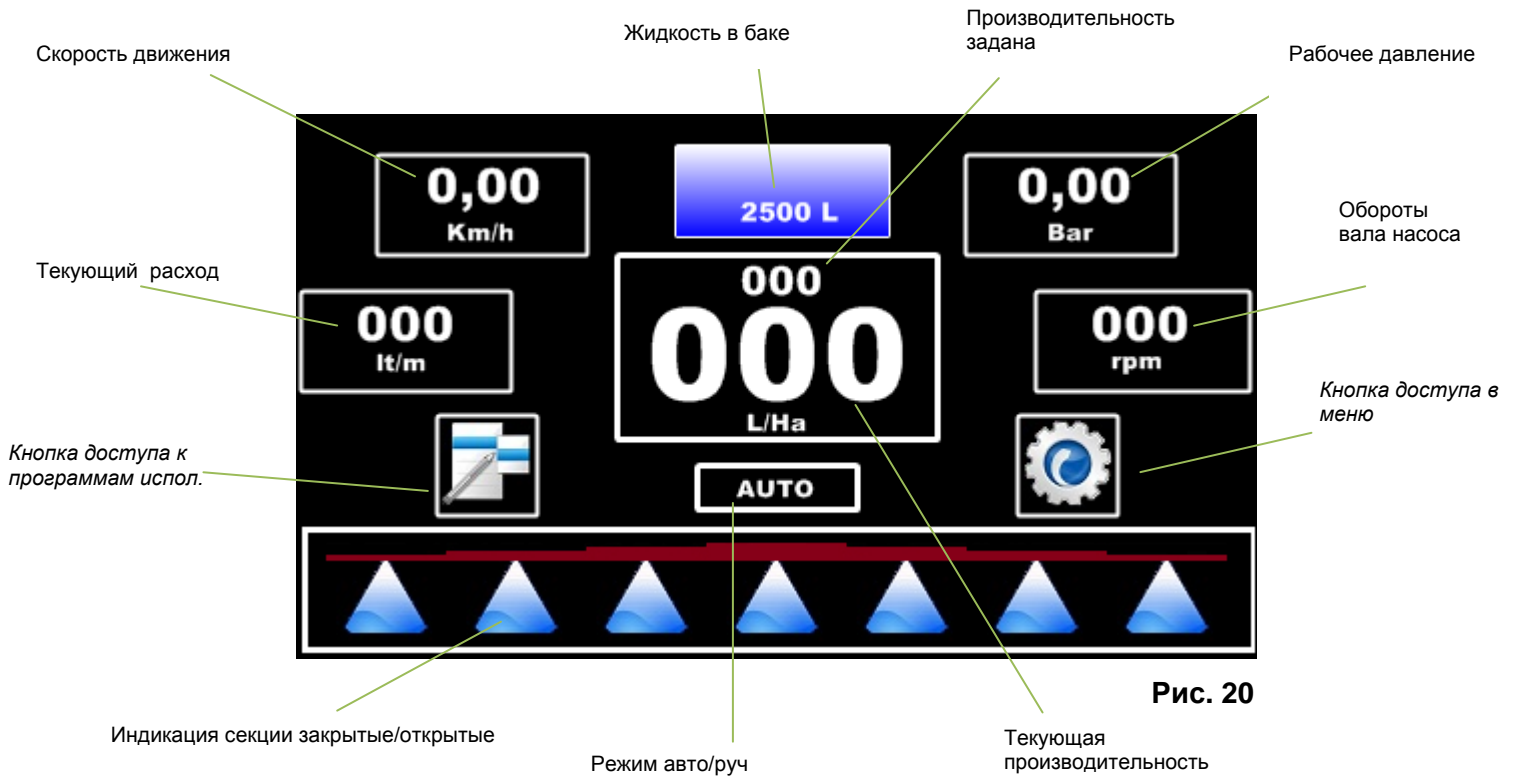 Производительность
задана
Жидкость в баке
Скорость движения
Рабочее давление
0,00
Km/h
2500 L
0,00
Bar
Обороты
вала насоса
Текущий расход
000
lt/m
000
000
L/Ha
000
rpm
Кнопка доступа в
меню
Кнопка доступа к
программам испол.
AUTO
Рис. 20
Индикация секции закрытые/открытые
Режим авто/руч
Текущая
производительность